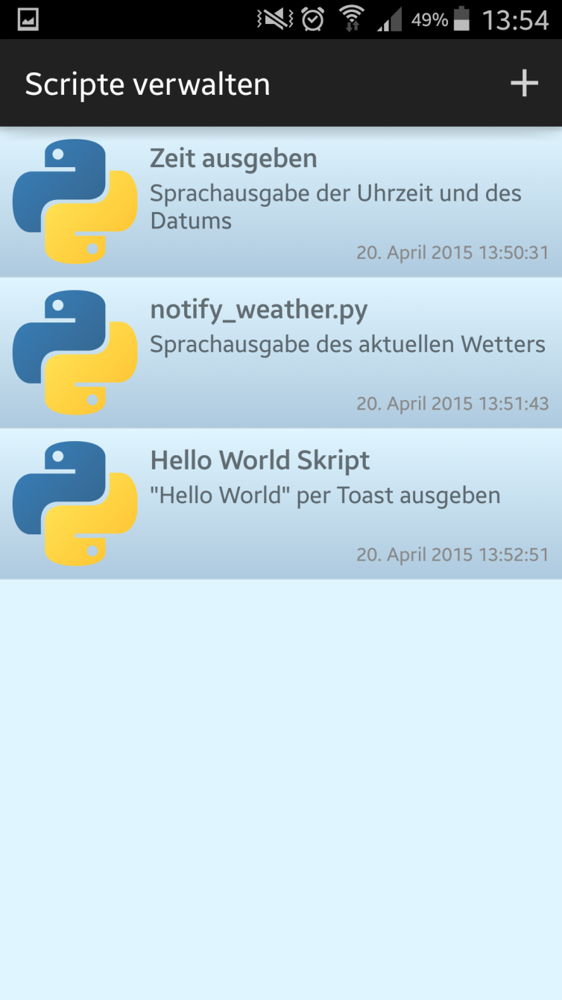 49% 13:54
Scripte verwalten
Zeit ausgeben
Sprachausgabe der Uhrzeit und des
Datums
20. April 2015 13:50:31
notify_weather.py
Sprachausgabe des aktuellen Wetters
20. April 2015 13:51:43
Hello World Skript
"Hello World" per Toast ausgeben
20. April 2015 13:52:51